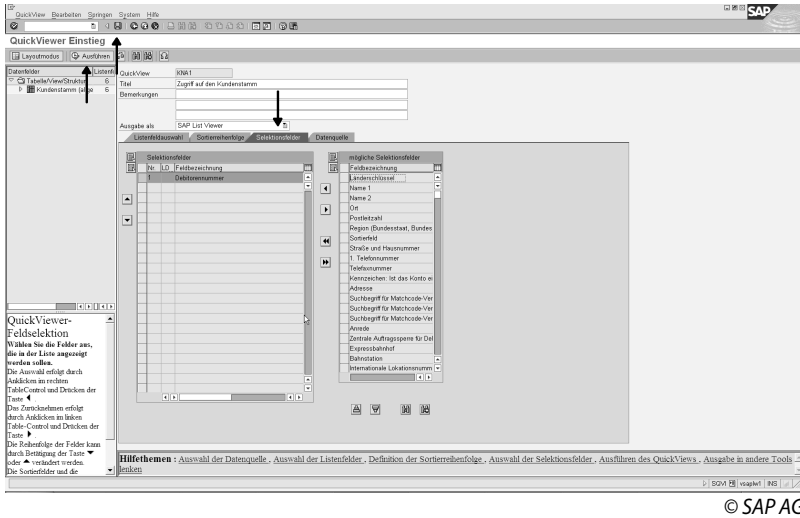 QuickView Bearbeiten Springen System Hilfe
SAP
QuickViewer Einstieg
Layoutmodus Ausführen
Datenfelder Listenf
Tabelle/View/Struktur 6
Kundenstamm (allge 6
QuickView KNA1
Titel Zugriff auf den Kundenstamm
Bemerkungen
Ausgabe als SAP List Viewer
Listenfeldauswahl Sortierreihenfolge Selektionsfelder Datenquelle
Selektionsfelder
Nr. LD Feldbezeichnung
1 Debitorennummer
mögliche Selektionsfelder
Feldbezeichnung
Länderschlüssel
Name 1
Name 2
Ort
Postleitzahl
Region (Bundesstaat, Bundes
Sortierfeld
Straße und Hausnummer
1. Telefonnummer
Telefaxnummer
Kennzeichen: Ist das Konto ei
Adresse
Suchbegriff für Matchcode-Ver
Suchbegriff für Matchcode-Ver
Suchbegriff für Matchcode-Ver
Anrede
Zentrale Auftragssperre für Del
Expressbahnhof
Bahnstation
Internationale Lokationsnumm
QuickViewer-
Feldselektion
Wählen Sie die Felder aus,
die in der Liste angezeigt
werden sollen.
Die Auswahl erfolgt durch
Anklicken im rechten
TableControl und Drücken der
Taste
Das Zurücknehmen erfolgt
durch Anklicken im linken
Table-Control und Drücken der
Taste
Die Reihenfolge der Felder kann
durch Betätigung der Taste
oder verändert werden.
Die Sortierfelder und die
Hilfethemen : Auswahl der Datenquelle , Auswahl der Listenfelder , Definition der Sortierreihenfolge , Auswahl der Selektionsfelder , Ausführen des QuickViews , Ausgabe in andere Tools
lenken
SGVI vsaplw1 INS
© SAP AG